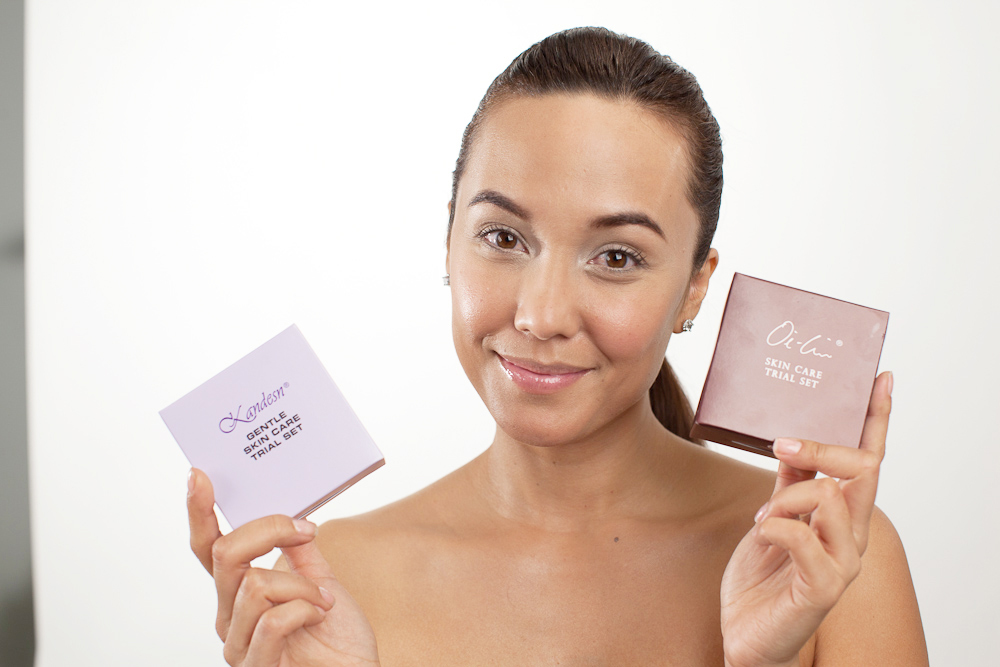 Kandesn®
GENTLE
SKIN CARE
TRIAL SET
Oi-Lin®
SKIN CARE
TRIAL SET